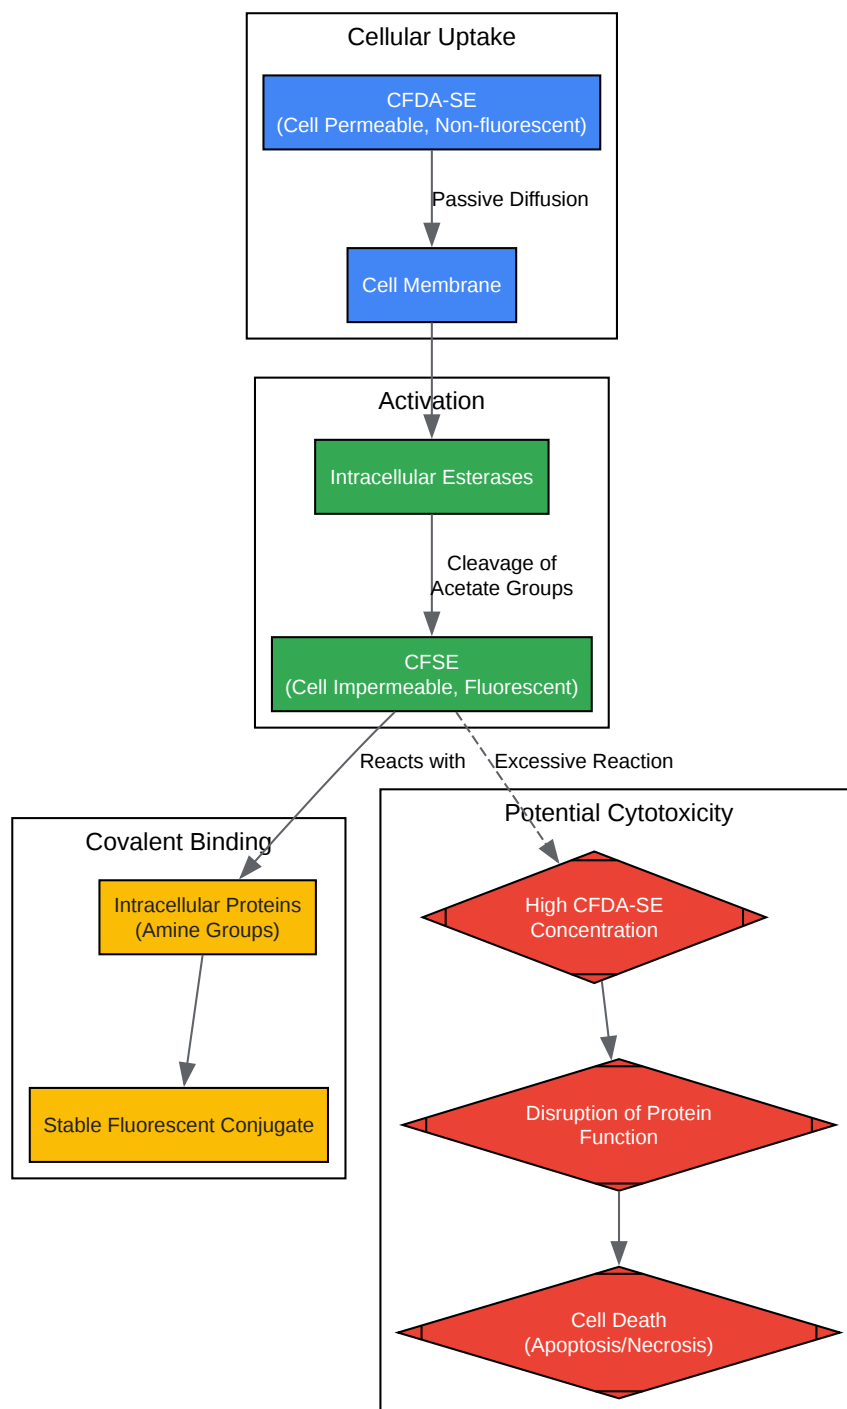 Cellular Uptake
CFDA-SE
(Cell Permeable, Non-fluorescent)
Passive Diffusion
Cell Membrane
Activation
Intracellular Esterases
Cleavage of
Acetate Groups
CFSE
(Cell Impermeable, Fluorescent)
Reacts with
Excessive Reaction
Covalent Binding
Intracellular Proteins
(Amine Groups)
Stable Fluorescent Conjugate
Potential Cytotoxicity
High CFDA-SE
Concentration
Disruption of Protein
Function
Cell Death
(Apoptosis/Necrosis)